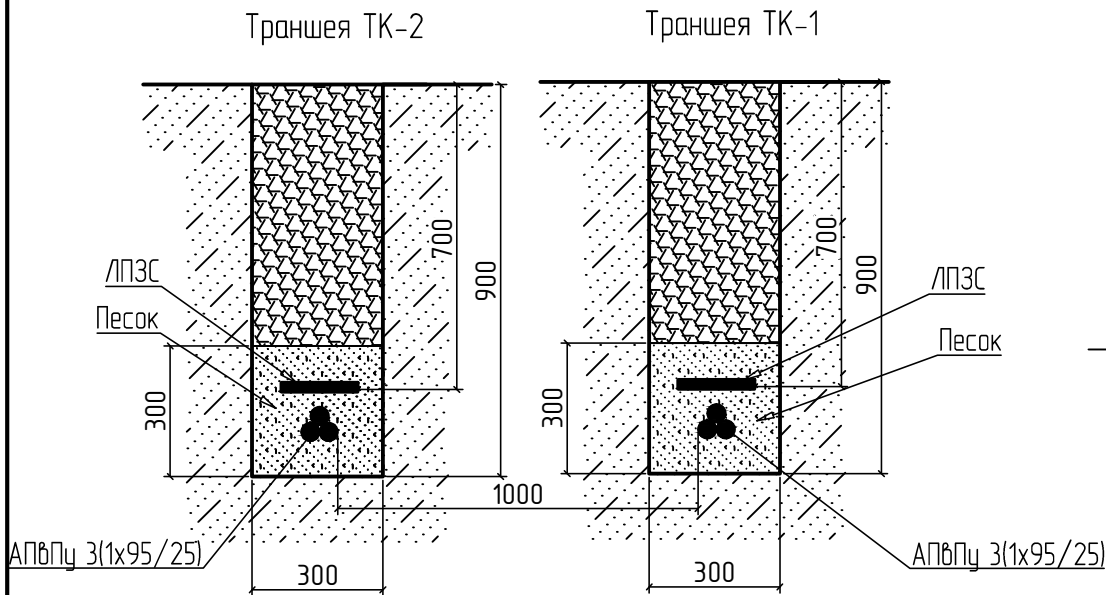 Траншея ТК-2
Траншея ТК-1
700
900
700
900
ЛПЗС
ЛПЗС
Песок
Песок
300
300
1000
АПвПу 3(1х95/25)
АПвПу 3(1х95/25)
300
300